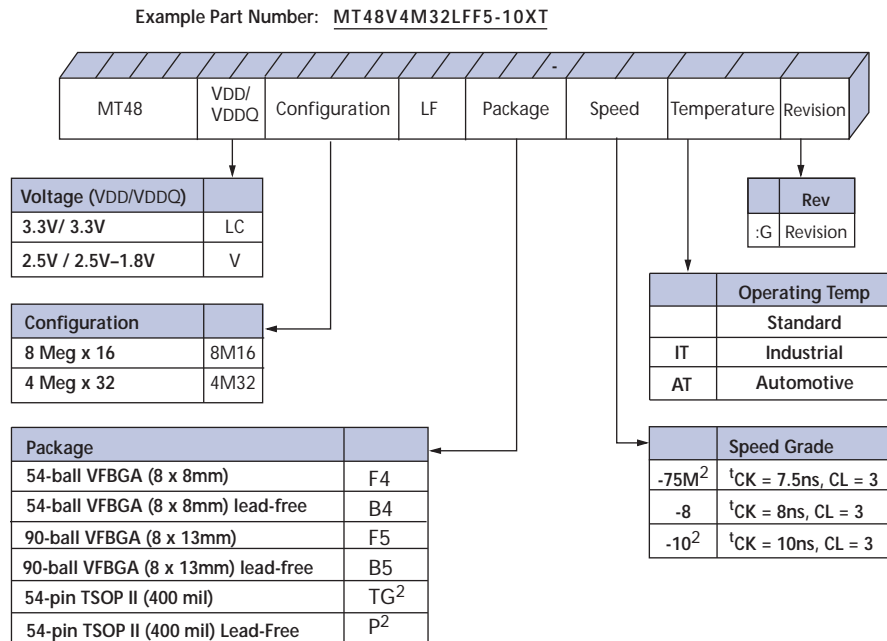 Example Part Number: MT48V4M32LFF5-10XT
-
MT48 VDD/VDDQ Configuration LF Package Speed Temperature Revision
Voltage (VDD/VDDQ)
3.3V/ 3.3V LC
2.5V / 2.5V–1.8V V
Rev
:G Revision
Configuration
8 Meg x 16 8M16
4 Meg x 32 4M32
Operating Temp
Standard
IT Industrial
AT Automotive
Package
54-ball VFBGA (8 x 8mm) F4
54-ball VFBGA (8 x 8mm) lead-free B4
90-ball VFBGA (8 x 13mm) F5
90-ball VFBGA (8 x 13mm) lead-free B5
54-pin TSOP II (400 mil) TG2
54-pin TSOP II (400 mil) Lead-Free P2
Speed Grade
-75M2 tCK = 7.5ns, CL = 3
-8 tCK = 8ns, CL = 3
-102 tCK = 10ns, CL = 3